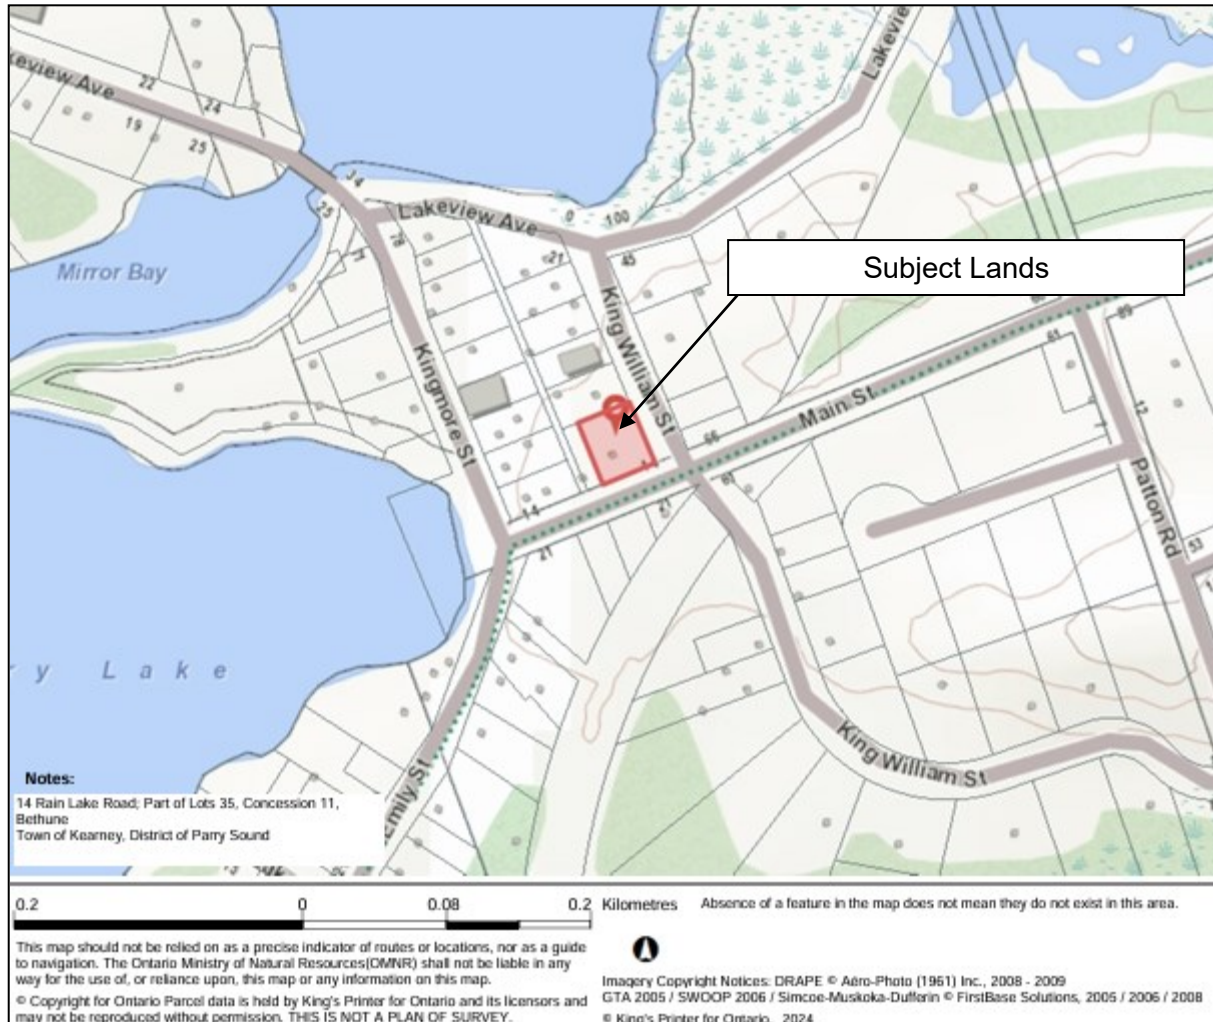 Lakeview
keview Ave
22
24
19
25
34
25
Lakeview Ave
0
100
78
77
21
45
Mirror Bay
Subject Lands
King William St
Kingmore St
Main St
66
61
89
12
60
14
21
Patton Rd
53
r y L a k e
King William St
Emily St
Notes:
14 Rain Lake Road; Part of Lots 35, Concession 11,
Bethune
Town of Kearney, District of Parry Sound
0.2 0 0.08 0.2 Kilometres
Absence of a feature in the map does not mean they do not exist in this area.
This map should not be relied on as a precise indicator of routes or locations, nor as a guide
to navigation. The Ontario Ministry of Natural Resources(OMNR) shall not be liable in any
way for the use of, or reliance upon, this map or any information on this map.
© Copyright for Ontario Parcel data is held by King's Printer for Ontario and its licensors and
may not be reproduced without permission. THIS IS NOT A PLAN OF SURVEY.
Imagery Copyright Notices: DRAPE © Aéro-Photo (1961) Inc., 2008 - 2009
GTA 2005 / SWOOP 2006 / Simcoe-Muskoka-Dufferin © FirstBase Solutions, 2005 / 2006 / 2008
© King's Printer for Ontario, 2024